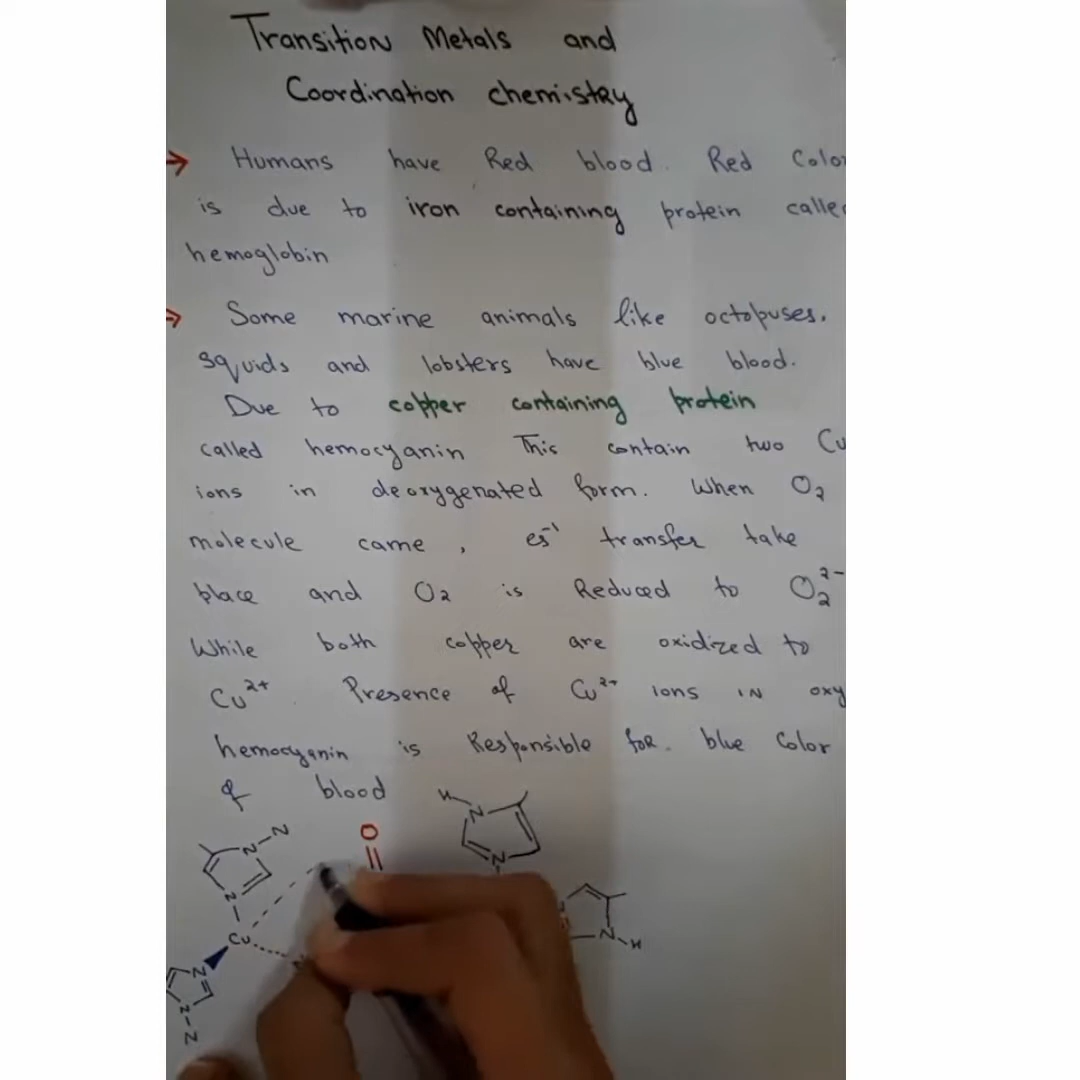 Transition Metals and
Coordination chemistry
→ Humans have Red blood. Red Color
is due to iron containing protein called
hemoglobin
→ Some marine animals like octopuses.
squids and lobsters have blue blood.
Due to copper containing protein
called hemocyanin This contain two Cu
ions in deoxygenated form. When O₂
molecule came, es⁻¹ transfer take
place and O₂ is Reduced to O₂²⁻
While both copper are oxidized to
Cu²⁺. Presence of Cu²⁺ ions in oxy
hemocyanin is Responsible for blue Color
of blood
H N N
N N O
N N
Cu N H
N
N
N